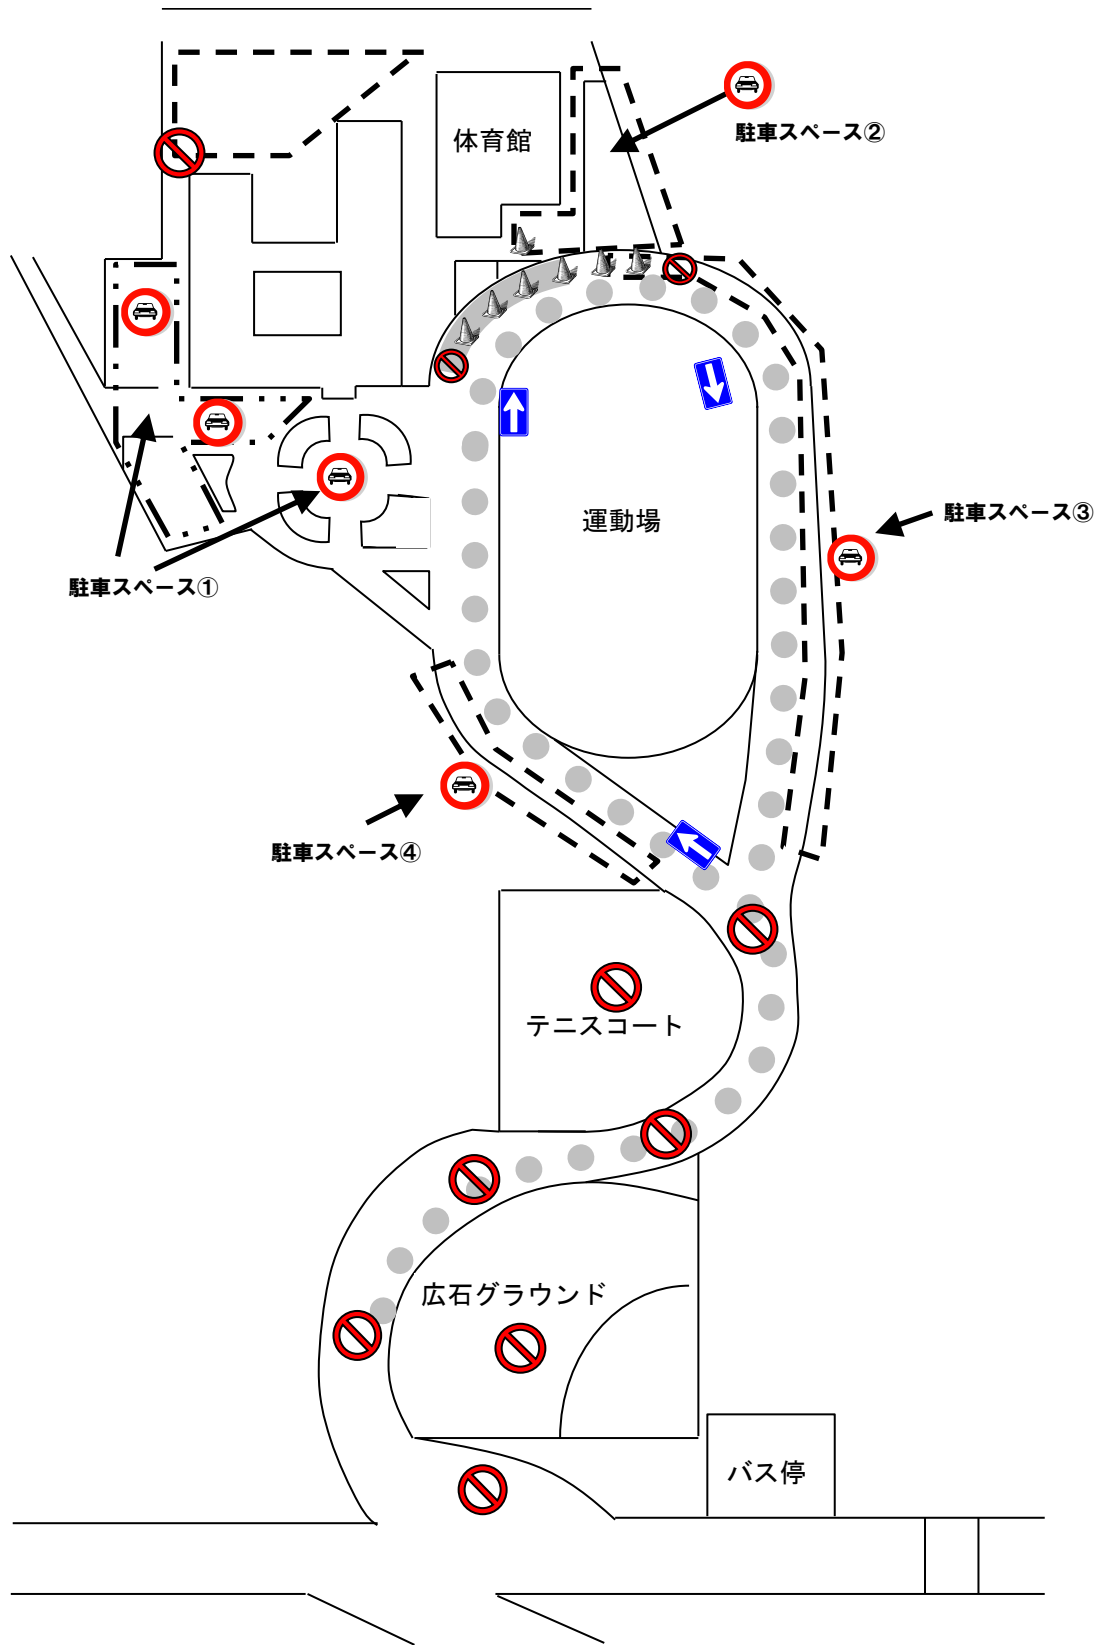 体育館
駐車スペース②
運動場
駐車スペース③
駐車スペース①
駐車スペース④
テニスコート
広石グラウンド
バス停